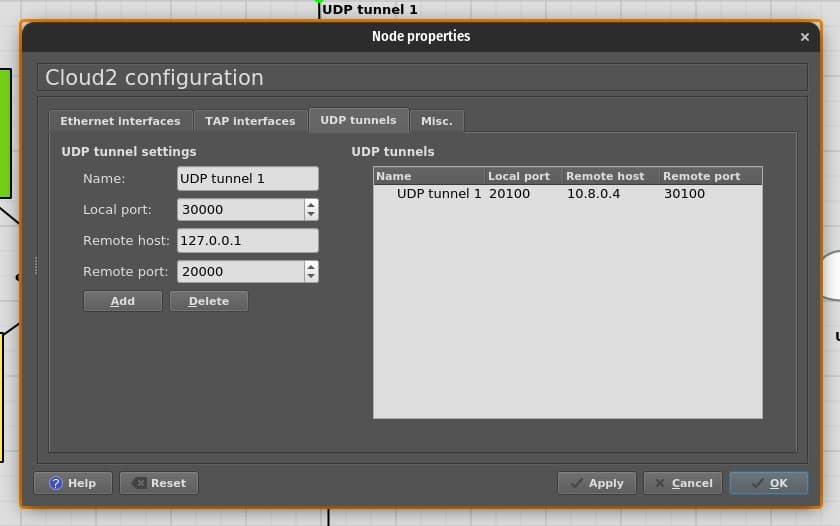 UDP tunnel 1
Node properties
Cloud2 configuration
Ethernet interfaces TAP interfaces UDP tunnels Misc.
UDP tunnel settings
Name: UDP tunnel 1
Local port: 30000
Remote host: 127.0.0.1
Remote port: 20000
Add Delete
UDP tunnels
Name Local port Remote host Remote port
UDP tunnel 1 20100 10.8.0.4 30100
Help Reset Apply Cancel OK